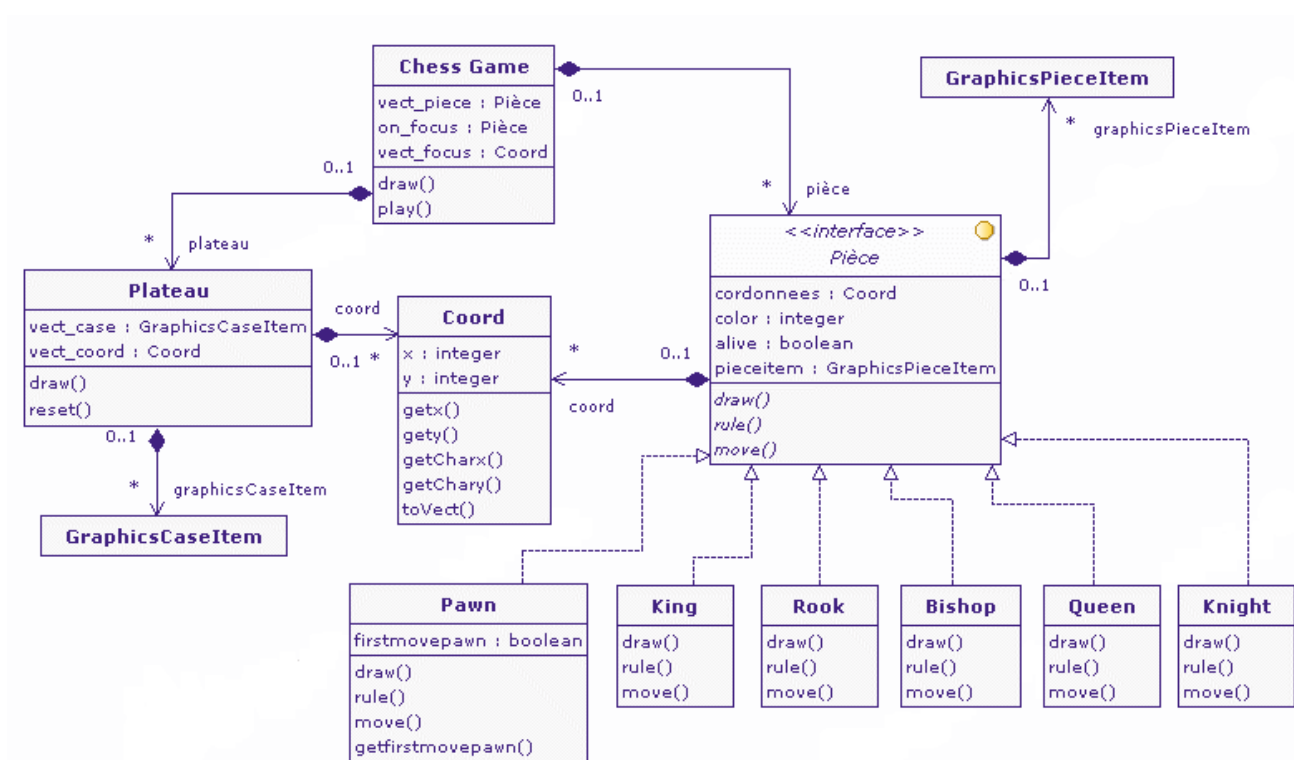 Chess Game
vect_piece : Pièce
on_focus : Pièce
vect_focus : Coord
draw()
play()
0..1
* pièce
0..1
* plateau
GraphicsPieceItem
* graphicsPieceItem
0..1
<<interface>>
Pièce
cordonnees : Coord
color : integer
alive : boolean
pieceitem : GraphicsPieceItem
draw()
rule()
move()
Plateau
vect_case : GraphicsCaseItem
vect_coord : Coord
draw()
reset()
coord
0..1 *
Coord
x : integer
y : integer
getx()
gety()
getCharx()
getChary()
toVect()
* 0..1
coord
0..1
* graphicsCaseItem
GraphicsCaseItem
Pawn
firstmovepawn : boolean
draw()
rule()
move()
getfirstmovepawn()
King
draw()
rule()
move()
Rook
draw()
rule()
move()
Bishop
draw()
rule()
move()
Queen
draw()
rule()
move()
Knight
draw()
rule()
move()